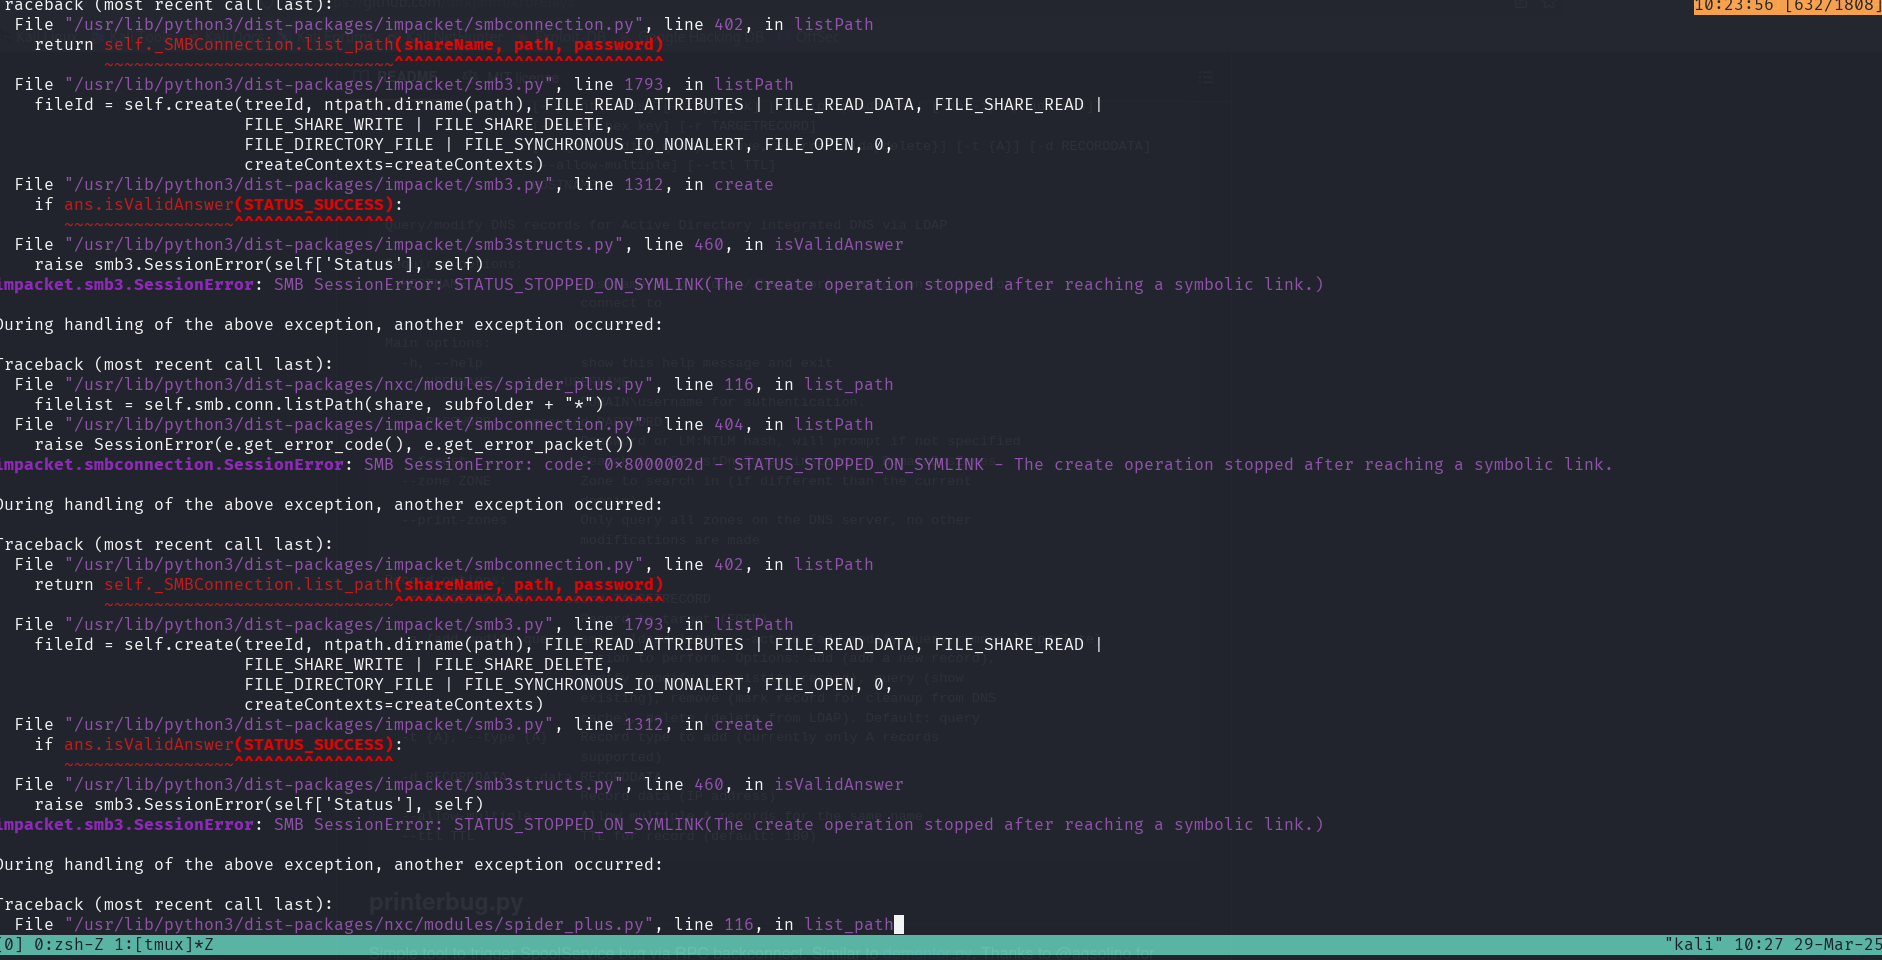 Traceback (most recent call last):
10:23:56 [632/1808]
  File "/usr/lib/python3/dist-packages/impacket/smbconnection.py", line 402, in listPath
    return self._SMBConnection.list_path(shareName, path, password)
           ~~~~~~~~~~~~~~~~~~~~~~~~~~~~~^^^^^^^^^^^^^^^^^^^^^^^^^^^
  File "/usr/lib/python3/dist-packages/impacket/smb3.py", line 1793, in listPath
    fileId = self.create(treeId, ntpath.dirname(path), FILE_READ_ATTRIBUTES | FILE_READ_DATA, FILE_SHARE_READ |
                         FILE_SHARE_WRITE | FILE_SHARE_DELETE,
                         FILE_DIRECTORY_FILE | FILE_SYNCHRONOUS_IO_NONALERT, FILE_OPEN, 0,
                         createContexts=createContexts)
  File "/usr/lib/python3/dist-packages/impacket/smb3.py", line 1312, in create
    if ans.isValidAnswer(STATUS_SUCCESS):
       ~~~~~~~~~~~~~~~~~^^^^^^^^^^^^^^^^
  File "/usr/lib/python3/dist-packages/impacket/smb3structs.py", line 460, in isValidAnswer
    raise smb3.SessionError(self['Status'], self)
impacket.smb3.SessionError: SMB SessionError: STATUS_STOPPED_ON_SYMLINK(The create operation stopped after reaching a symbolic link.)
During handling of the above exception, another exception occurred:
Traceback (most recent call last):
  File "/usr/lib/python3/dist-packages/nxc/modules/spider_plus.py", line 116, in list_path
    filelist = self.smb.conn.listPath(share, subfolder + "*")
  File "/usr/lib/python3/dist-packages/impacket/smbconnection.py", line 404, in listPath
    raise SessionError(e.get_error_code(), e.get_error_packet())
impacket.smbconnection.SessionError: SMB SessionError: code: 0x8000002d - STATUS_STOPPED_ON_SYMLINK - The create operation stopped after reaching a symbolic link.
During handling of the above exception, another exception occurred:
Traceback (most recent call last):
  File "/usr/lib/python3/dist-packages/impacket/smbconnection.py", line 402, in listPath
    return self._SMBConnection.list_path(shareName, path, password)
           ~~~~~~~~~~~~~~~~~~~~~~~~~~~~~^^^^^^^^^^^^^^^^^^^^^^^^^^^
  File "/usr/lib/python3/dist-packages/impacket/smb3.py", line 1793, in listPath
    fileId = self.create(treeId, ntpath.dirname(path), FILE_READ_ATTRIBUTES | FILE_READ_DATA, FILE_SHARE_READ |
                         FILE_SHARE_WRITE | FILE_SHARE_DELETE,
                         FILE_DIRECTORY_FILE | FILE_SYNCHRONOUS_IO_NONALERT, FILE_OPEN, 0,
                         createContexts=createContexts)
  File "/usr/lib/python3/dist-packages/impacket/smb3.py", line 1312, in create
    if ans.isValidAnswer(STATUS_SUCCESS):
       ~~~~~~~~~~~~~~~~~^^^^^^^^^^^^^^^^
  File "/usr/lib/python3/dist-packages/impacket/smb3structs.py", line 460, in isValidAnswer
    raise smb3.SessionError(self['Status'], self)
impacket.smb3.SessionError: SMB SessionError: STATUS_STOPPED_ON_SYMLINK(The create operation stopped after reaching a symbolic link.)
During handling of the above exception, another exception occurred:
Traceback (most recent call last):
printerbug.py
  File "/usr/lib/python3/dist-packages/nxc/modules/spider_plus.py", line 116, in list_path
[0] 0:zsh-Z 1:[tmux]*Z
"kali" 10:27 29-Mar-25